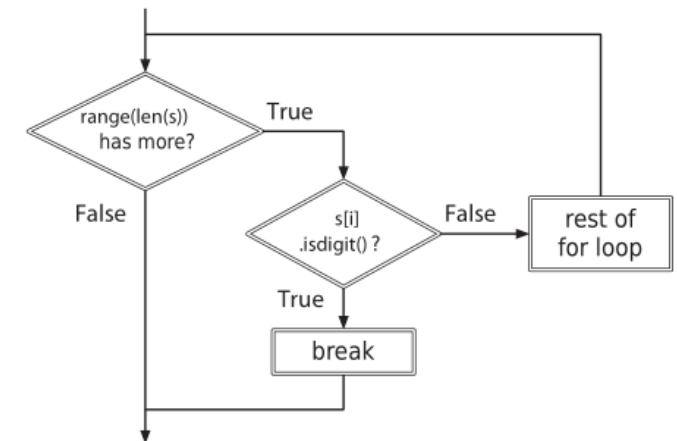 range(len(s))
has more?
True
False
s[i]
.isdigit() ?
False
rest of
for loop
True
break